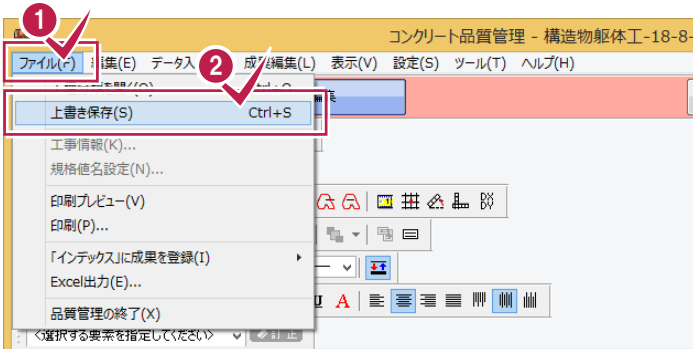 1
コンクリート品質管理 - 構造物躯体工-18-8-
ファイル(F) 編集(E) データ入 成果編集(L) 表示(V) 設定(S) ツール(T) ヘルプ(H)
2
上書き保存(S) Ctrl+S
工事情報(K)...
規格値名設定(N)...
印刷プレビュー(V)
印刷(P)...
「インデックス」に成果を登録(I)
Excel出力(E)...
品質管理の終了(X)
U A
<選択する要素を指定してください> 訂正